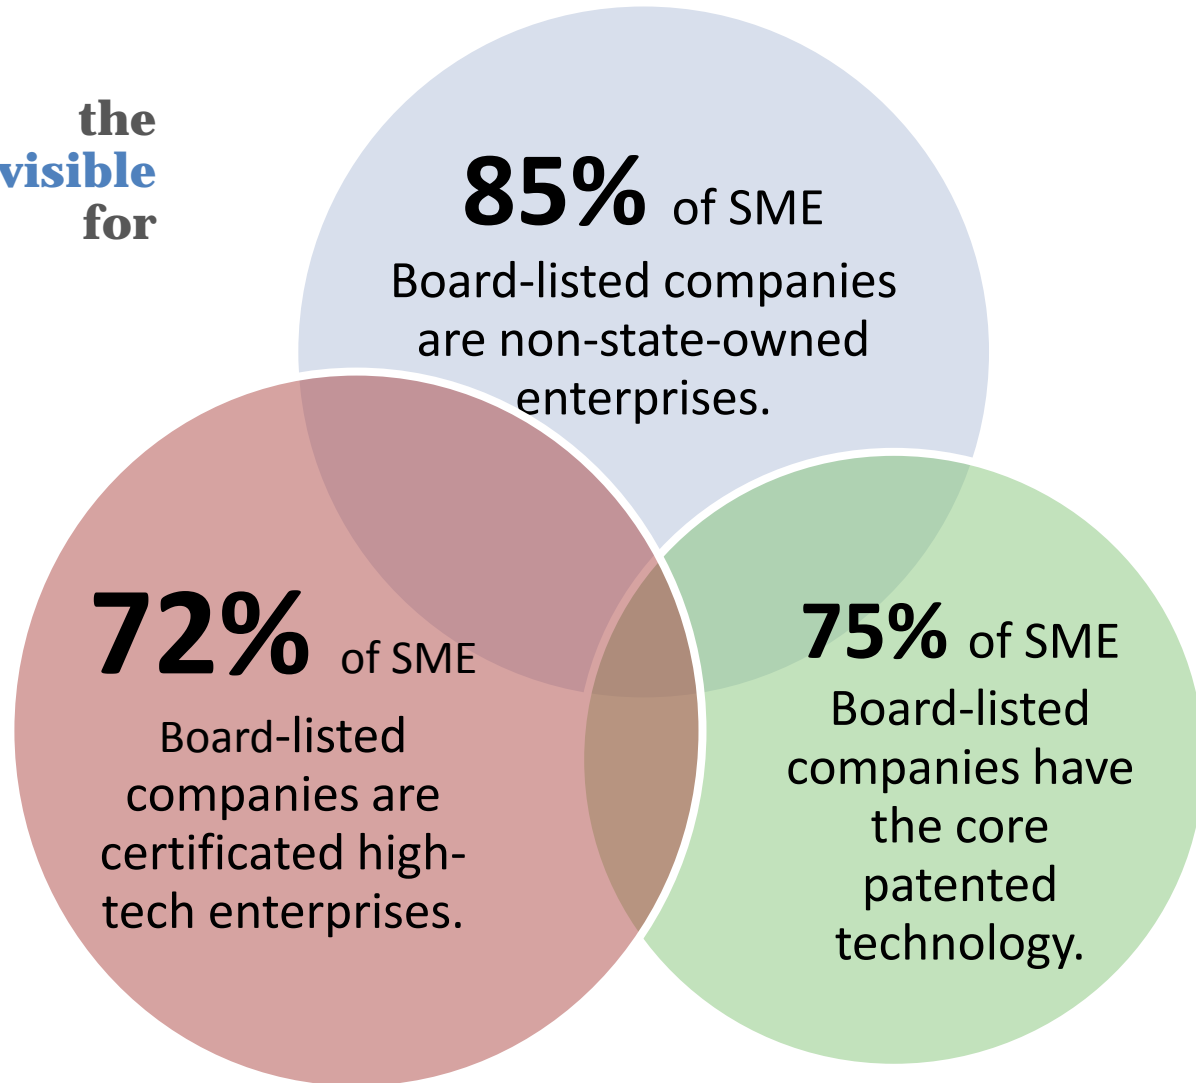 the
visible
for
85% of SME
Board-listed companies
are non-state-owned
enterprises.
72% of SME
Board-listed
companies are
certificated high-
tech enterprises.
75% of SME
Board-listed
companies have
the core
patented
technology.